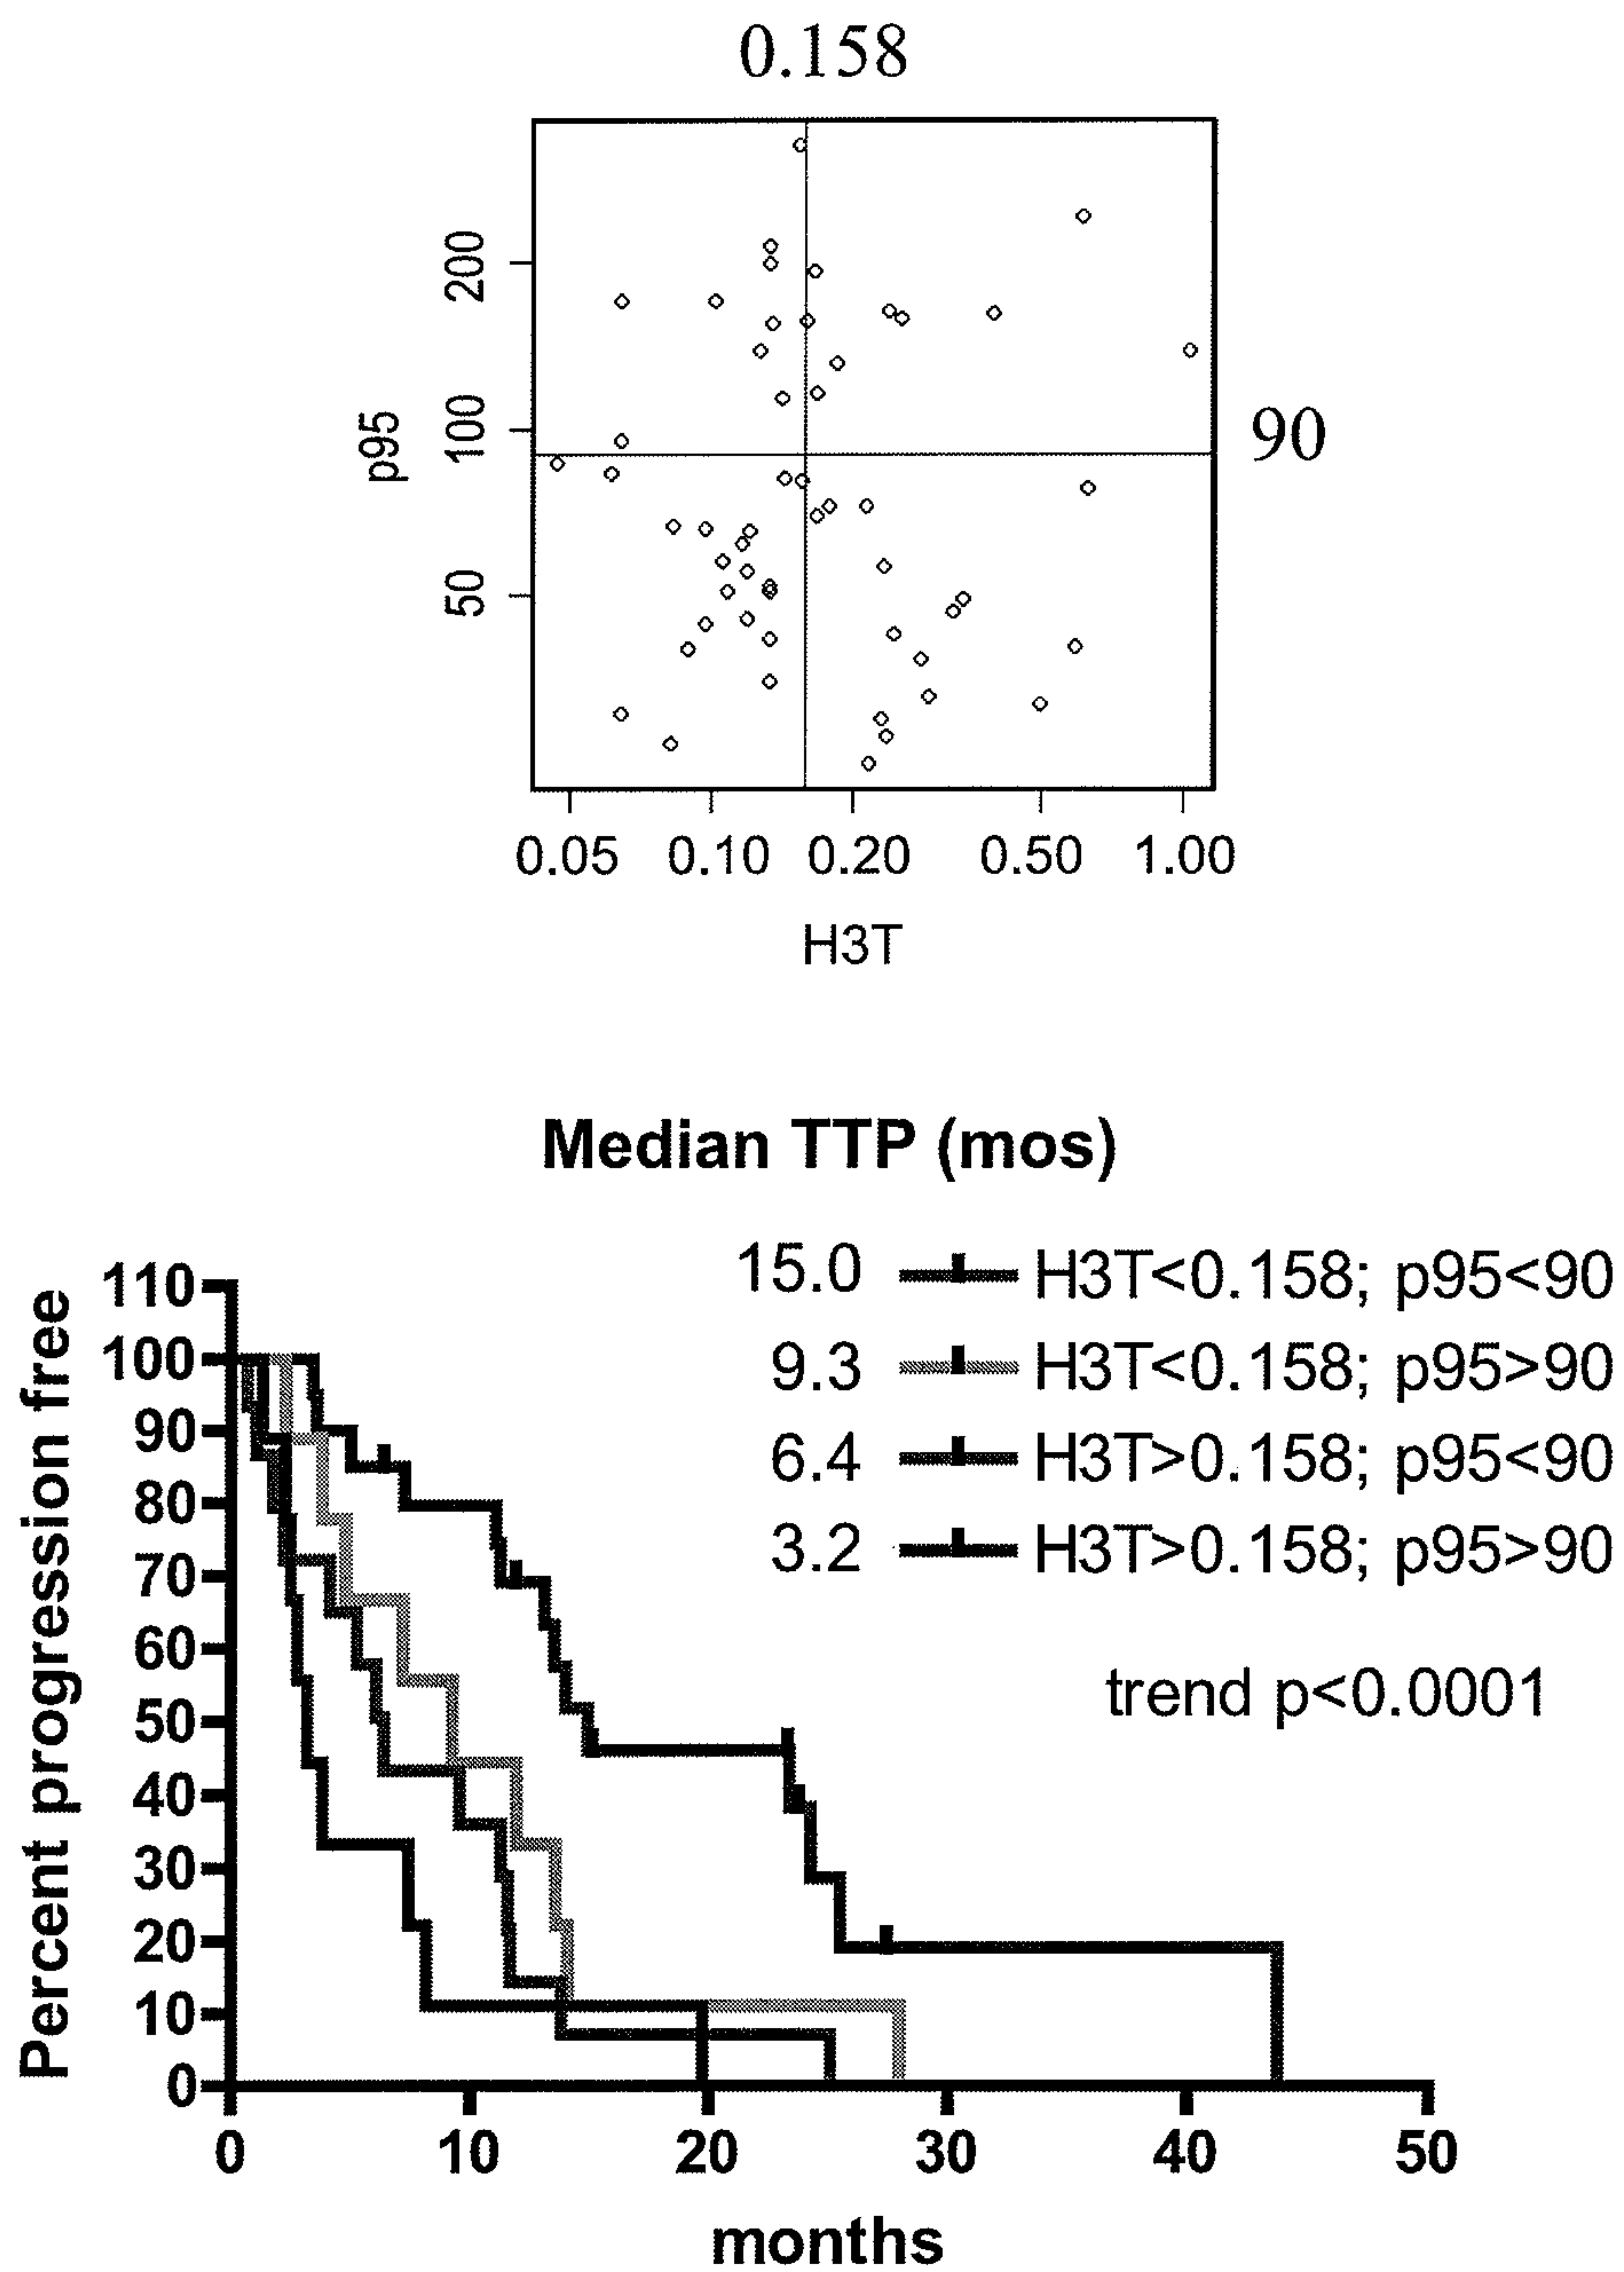 0.158
200
100
50
p95
90
0.05 0.10 0.20 0.50 1.00
H3T
Median TTP (mos)
15.0 H3T<0.158; p95<90
9.3 H3T<0.158; p95>90
6.4 H3T>0.158; p95<90
3.2 H3T>0.158; p95>90
trend p<0.0001
Percent progression free
110
100
90
80
70
60
50
40
30
20
10
0
0 10 20 30 40 50
months